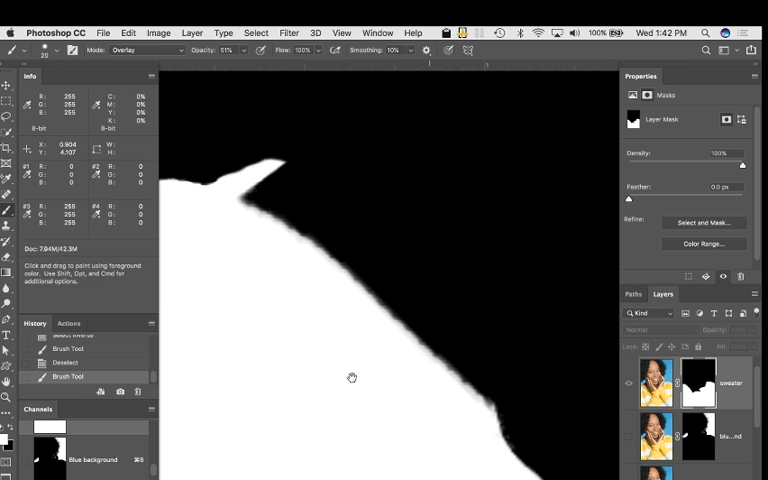 Photoshop CC File Edit Image Layer Type Select Filter 3D View Window Help 100% Wed 1:42 PM
20 Mode: Overlay Opacity: 51% Flow: 100% Smoothing: 10%
Info
R: 255 C: 0%
G: 255 M: 0%
B: 255 Y: 0%
K: 0%
8-bit 8-bit
X: 0.904 W:
Y: 4.107 H:
#1 R: 0 #2 R: 0
G: 0 G: 0
B: 0 B: 0
#3 R: 255 #4 R: 0
G: 255 G: 0
B: 255 B: 0
Doc: 7.94M/42.3M
Click and drag to paint using foreground
color. Use Shift, Opt, and Cmd for
additional options.
History Actions
Select Inverse
Brush Tool
Deselect
Brush Tool
Channels
Blue background ⌘6
1
Properties
Masks
Layer Mask
Density: 100%
Feather: 0.0 px
Refine: Select and Mask...
Color Range...
Paths Layers
Kind
Normal Opacity:
Lock: Fill:
sweater
blu...nd